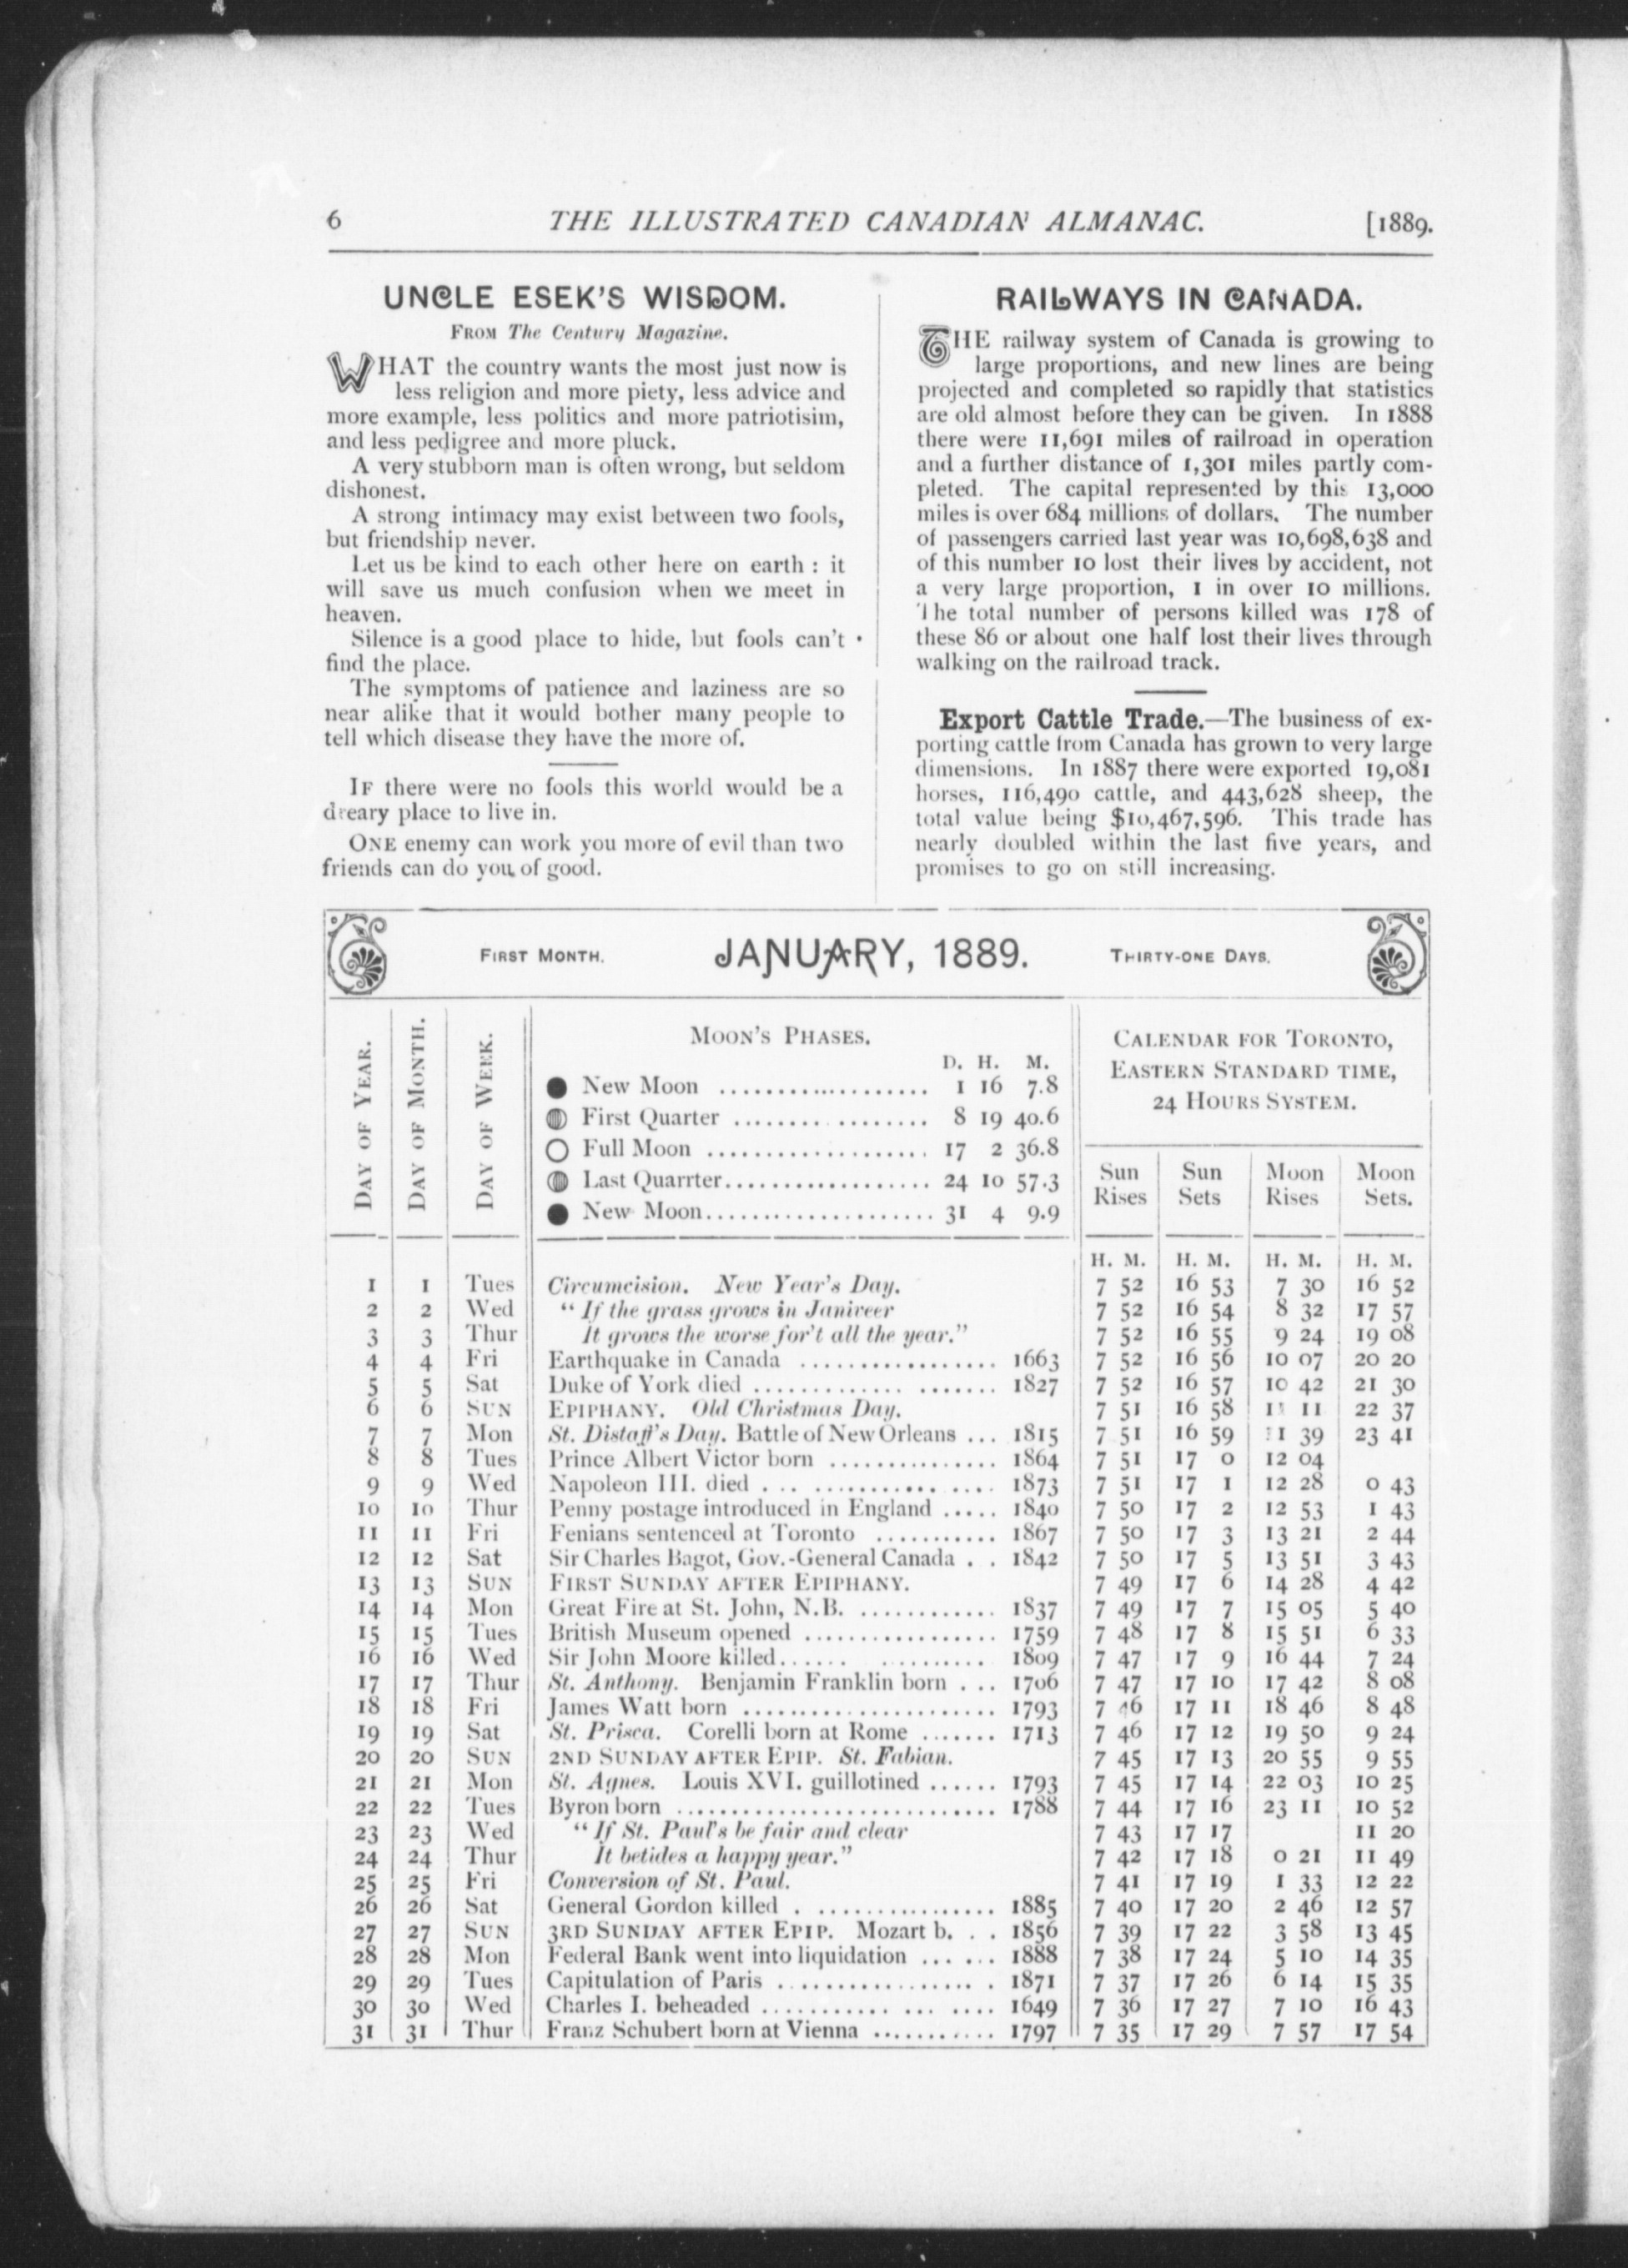 6
THE ILLUSTRATED CANADIAN ALMANAC.
[1889.
UNCLE ESEK'S WISDOM.
FROM The Century Magazine.
WHAT the country wants the most just now is
less religion and more piety, less advice and
more example, less politics and more patriotisim,
and less pedigree and more pluck.
A very stubborn man is often wrong, but seldom
dishonest.
A strong intimacy may exist between two fools,
but friendship never.
Let us be kind to each other here on earth : it
will save us much confusion when we meet in
heaven.
Silence is a good place to hide, but fools can't
find the place.
The symptoms of patience and laziness are so
near alike that it would bother many people to
tell which disease they have the more of.
IF there were no fools this world would be a
dreary place to live in.
ONE enemy can work you more of evil than two
friends can do you of good.
RAILWAYS IN CANADA.
THE railway system of Canada is growing to
large proportions, and new lines are being
projected and completed so rapidly that statistics
are old almost before they can be given. In 1888
there were 11,691 miles of railroad in operation
and a further distance of 1,301 miles partly com-
pleted. The capital represented by this 13,000
miles is over 684 millions of dollars. The number
of passengers carried last year was 10,698,638 and
of this number 10 lost their lives by accident, not
a very large proportion, 1 in over 10 millions.
The total number of persons killed was 178 of
these 86 or about one half lost their lives through
walking on the railroad track.
Export Cattle Trade.—The business of ex-
porting cattle from Canada has grown to very large
dimensions. In 1887 there were exported 19,081
horses, 116,490 cattle, and 443,628 sheep, the
total value being $10,467,596. This trade has
nearly doubled within the last five years, and
promises to go on still increasing.
FIRST MONTH. JANUARY, 1889. THIRTY-ONE DAYS.
DAY OF YEAR.
DAY OF MONTH.
DAY OF WEEK.
MOON'S PHASES.
D. H. M.
New Moon .................... 1 16 7.8
First Quarter .................. 8 19 40.6
Full Moon .................... 17 2 36.8
Last Quarrter.................. 24 10 57.3
New Moon.................... 31 4 9.9
CALENDAR FOR TORONTO,
EASTERN STANDARD TIME,
24 HOURS SYSTEM.
Sun Rises
Sun Sets
Moon Rises
Moon Sets.
H. M. H. M. H. M. H. M.
1 1 Tues Circumcision. New Year's Day. 7 52 16 53 7 30 16 52
2 2 Wed "If the grass grows in Janiveer 7 52 16 54 8 32 17 57
3 3 Thur It grows the worse for't all the year." 7 52 16 55 9 24 19 08
4 4 Fri Earthquake in Canada .................. 1663 7 52 16 56 10 07 20 20
5 5 Sat Duke of York died .................... 1827 7 52 16 57 10 42 21 30
6 6 SUN EPIPHANY. Old Christmas Day. 7 51 16 58 11 11 22 37
7 7 Mon St. Distaff's Day. Battle of New Orleans ... 1815 7 51 16 59 11 39 23 41
8 8 Tues Prince Albert Victor born ............... 1864 7 51 17 0 12 04
9 9 Wed Napoleon III. died .................... 1873 7 51 17 1 12 28 0 43
10 10 Thur Penny postage introduced in England ..... 1840 7 50 17 2 12 53 1 43
11 11 Fri Fenians sentenced at Toronto ........... 1867 7 50 17 3 13 21 2 44
12 12 Sat Sir Charles Bagot, Gov.-General Canada . . 1842 7 50 17 5 13 51 3 43
13 13 SUN FIRST SUNDAY AFTER EPIPHANY. 7 49 17 6 14 28 4 42
14 14 Mon Great Fire at St. John, N.B. ............. 1837 7 49 17 7 15 05 5 40
15 15 Tues British Museum opened .................. 1759 7 48 17 8 15 51 6 33
16 16 Wed Sir John Moore killed...... .......... 1809 7 47 17 9 16 44 7 24
17 17 Thur St. Anthony. Benjamin Franklin born . ... 1706 7 47 17 10 17 42 8 08
18 18 Fri James Watt born ...................... 1793 7 46 17 11 18 46 8 48
19 19 Sat St. Prisca. Corelli born at Rome ....... 1713 7 46 17 12 19 50 9 24
20 20 SUN 2ND SUNDAY AFTER EPIP. St. Fabian. 7 45 17 13 20 55 9 55
21 21 Mon St. Agnes. Louis XVI. guillotined ...... 1793 7 45 17 14 22 03 10 25
22 22 Tues Byron born ............................ 1788 7 44 17 16 23 11 10 52
23 23 Wed "If St. Paul's be fair and clear 7 43 17 17 11 20
24 24 Thur It betides a happy year." 7 42 17 18 0 21 11 49
25 25 Fri Conversion of St. Paul. 7 41 17 19 1 33 12 22
26 26 Sat General Gordon killed . ................ 1885 7 40 17 20 2 46 12 57
27 27 SUN 3RD SUNDAY AFTER EPIP. Mozart b. . . 1856 7 39 17 22 3 58 13 45
28 28 Mon Federal Bank went into liquidation ...... 1888 7 38 17 24 5 10 14 35
29 29 Tues Capitulation of Paris .................. 1871 7 37 17 26 6 14 15 35
30 30 Wed Charles I. beheaded ................... 1649 7 36 17 27 7 10 16 43
31 31 Thur Franz Schubert born at Vienna ........... 1797 7 35 17 29 7 57 17 54